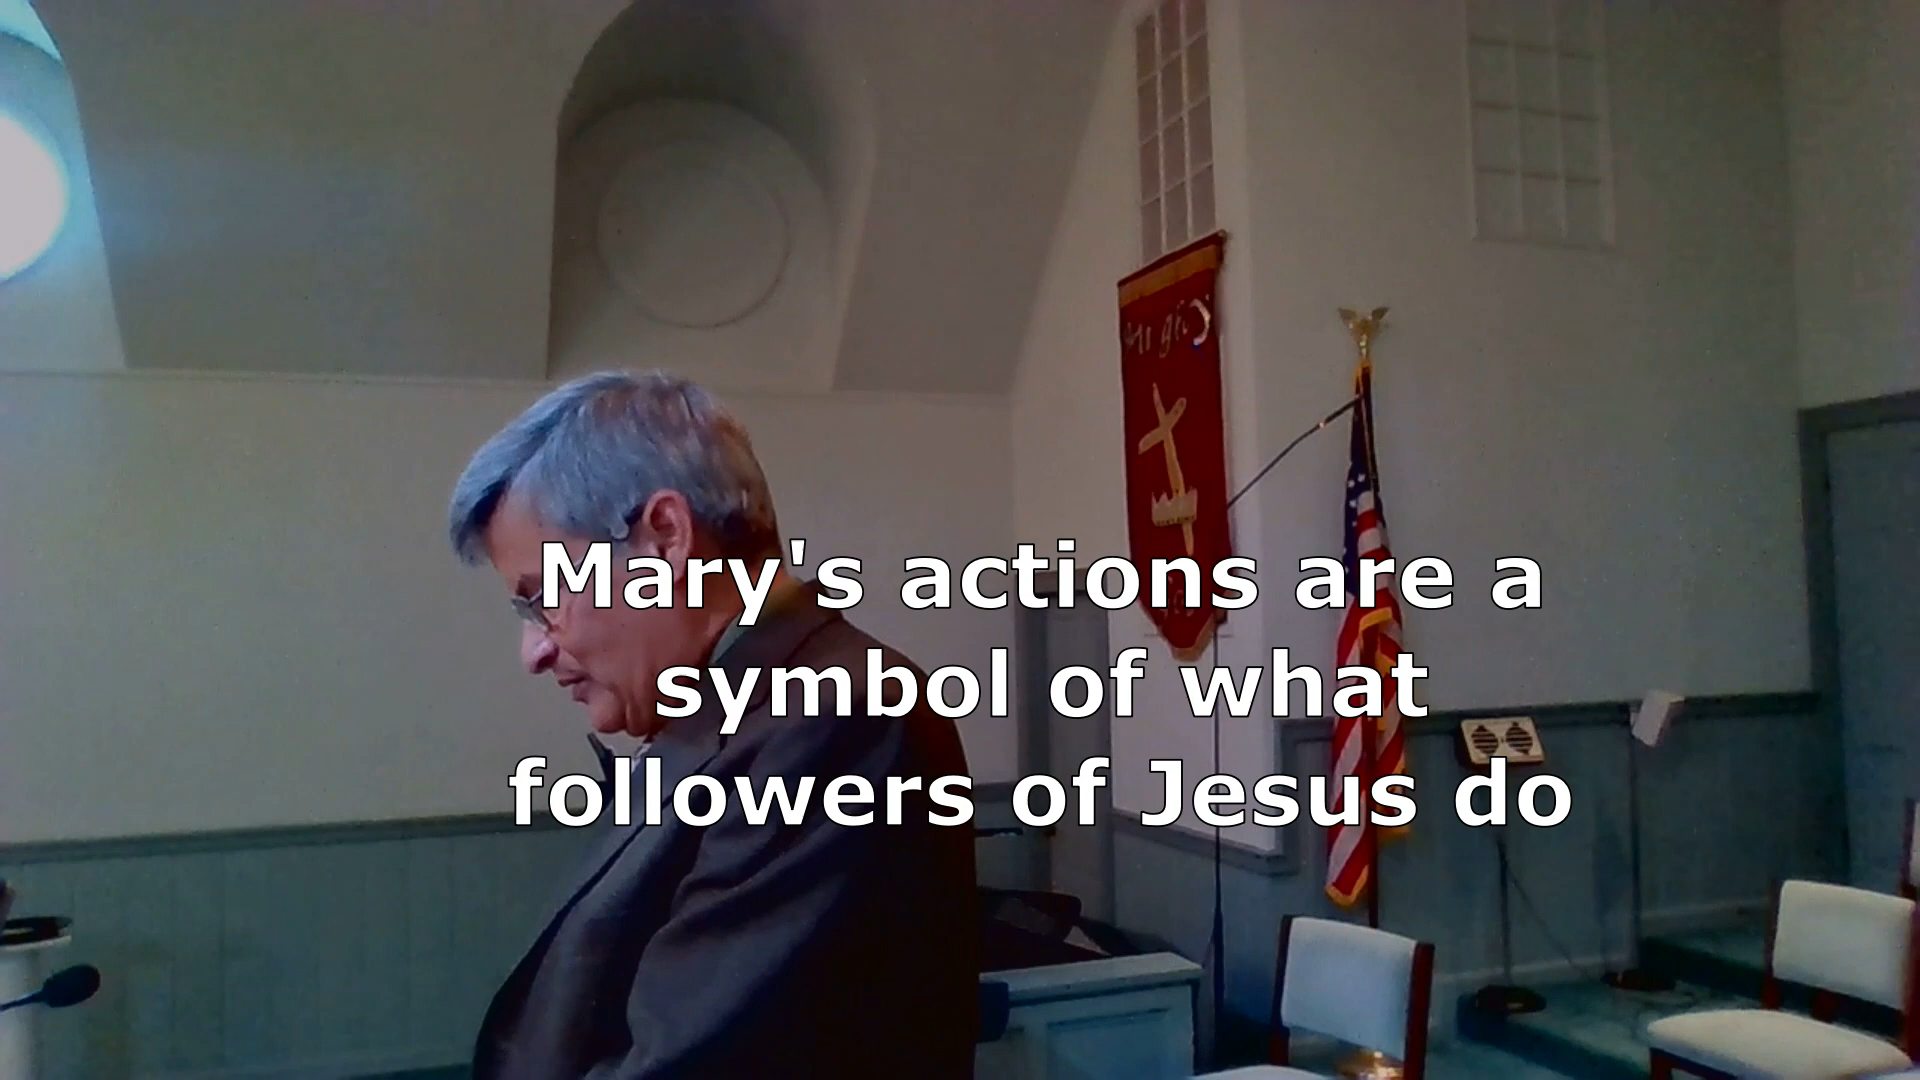 Mary's actions are a
symbol of what
followers of Jesus do